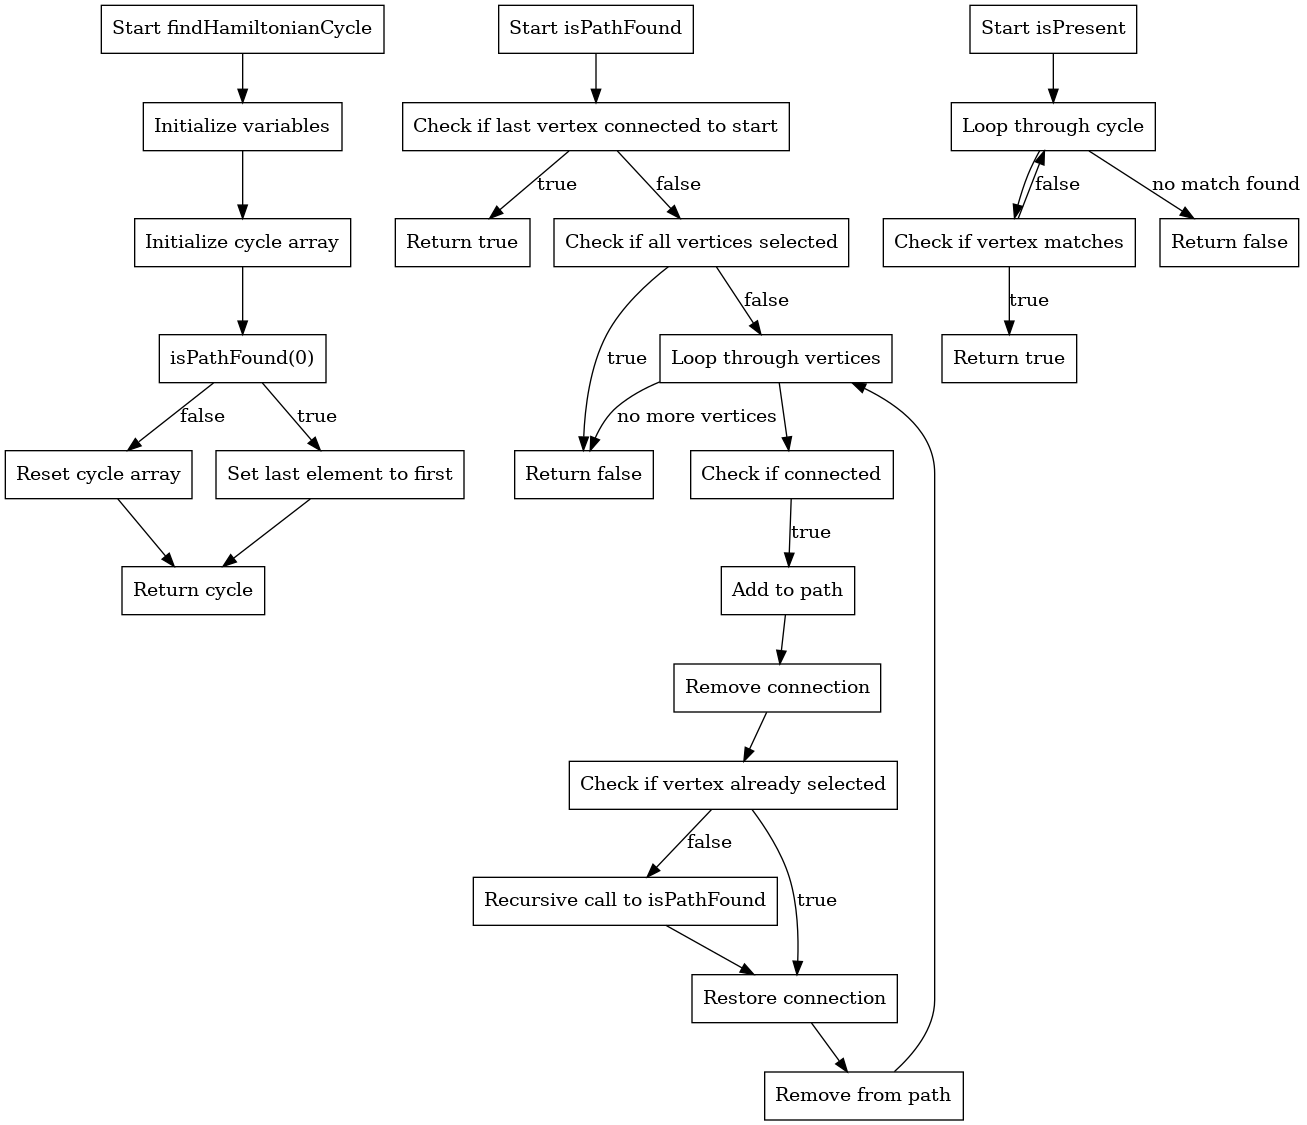 Start findHamiltonianCycle
Initialize variables
Initialize cycle array
isPathFound(0)
false
true
Reset cycle array
Set last element to first
Return cycle
Start isPathFound
Check if last vertex connected to start
true
false
Return true
Check if all vertices selected
false
true
Loop through vertices
no more vertices
Return false
Check if connected
true
Add to path
Remove connection
Check if vertex already selected
false
true
Recursive call to isPathFound
Restore connection
Remove from path
Start isPresent
Loop through cycle
false
no match found
Check if vertex matches
Return false
true
Return true